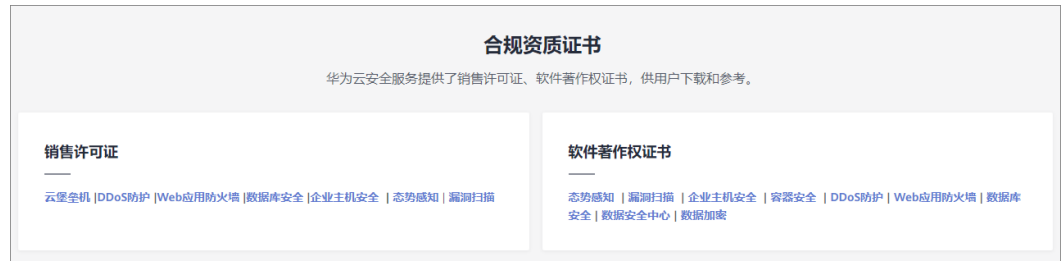 合规资质证书
华为云安全服务提供了销售许可证、软件著作权证书，供用户下载和参考。
销售许可证
云堡垒机 |DDoS防护 |Web应用防火墙 |数据库安全 |企业主机安全 | 态势感知 | 漏洞扫描
软件著作权证书
态势感知 | 漏洞扫描 | 企业主机安全 | 容器安全 | DDoS防护 | Web应用防火墙 | 数据库
安全 | 数据安全中心 | 数据加密